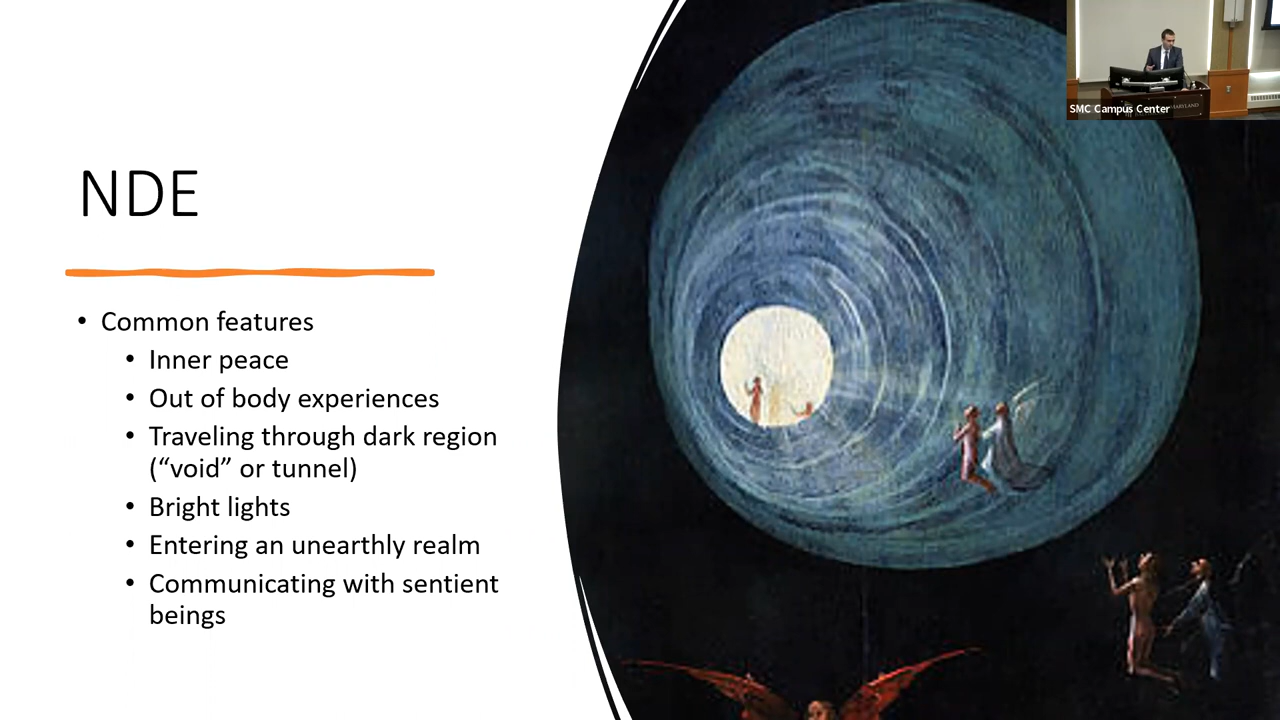 NDE
• Common features
• Inner peace
• Out of body experiences
• Traveling through dark region
(“void” or tunnel)
• Bright lights
• Entering an unearthly realm
• Communicating with sentient
beings
SMC Campus Center
MARYLAND